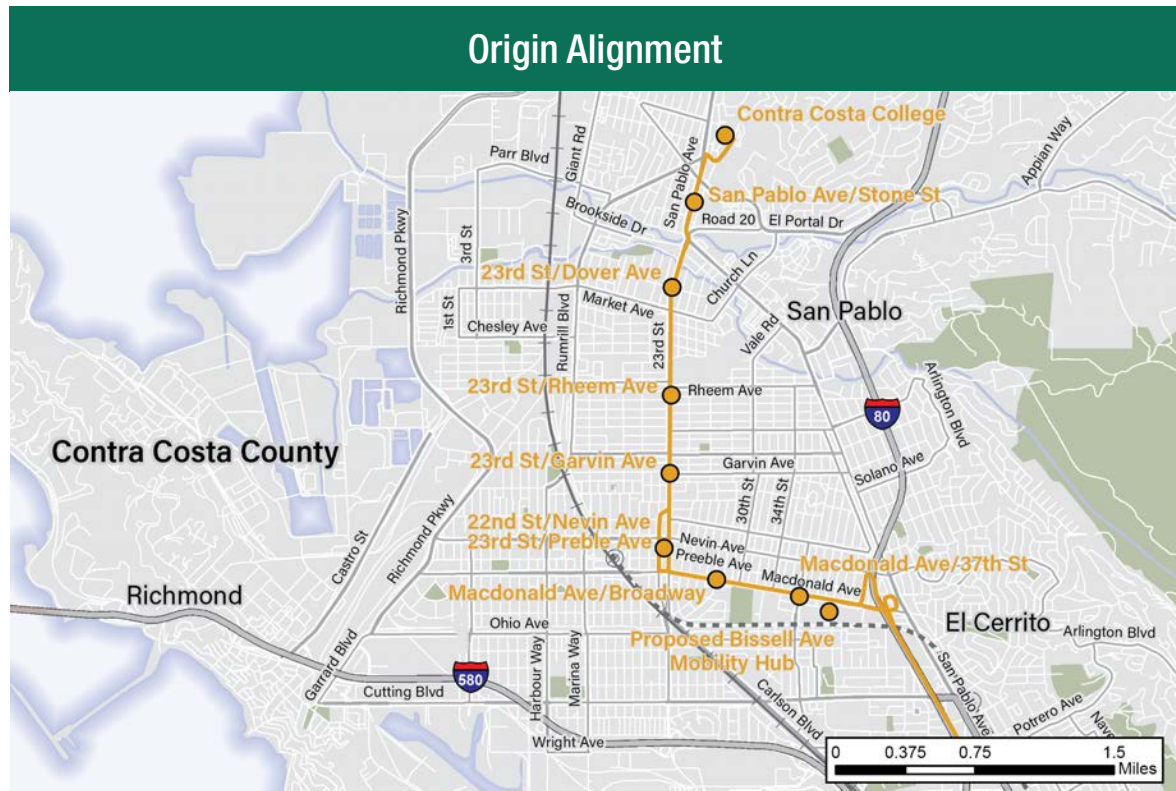 Origin Alignment
Contra Costa College
Appian Way
Giant Rd
Parr Blvd
San Pablo Ave
San Pablo Ave/Stone St
Richmond Pkwy
Brookside Dr
Road 20
El Portal Dr
3rd St
23rd St/Dover Ave
Church Ln
Market Ave
San Pablo
1st St
Chesley Ave
Rumrill Blvd
23rd St
Vale Rd
Arlington Blvd
23rd St/Rheem Ave
Rheem Ave
80
Contra Costa County
23rd St/Garvin Ave
Garvin Ave
Solano Ave
30th St
34th St
Richmond Pkwy
Castro St
22nd St/Nevin Ave
23rd St/Preble Ave
Nevin Ave
Preeble Ave
Macdonald Ave/37th St
Macdonald Ave
Richmond
Macdonald Ave/Broadway
Ohio Ave
El Cerrito
Arlington Blvd
Proposed Bissell Ave
Mobility Hub
Garrard Blvd
580
Harbour Way
Marina Way
San Pablo Ave
Cutting Blvd
Carlson Blvd
Potrero Ave
Nave
Wright Ave
0 0.375 0.75 1.5
Miles